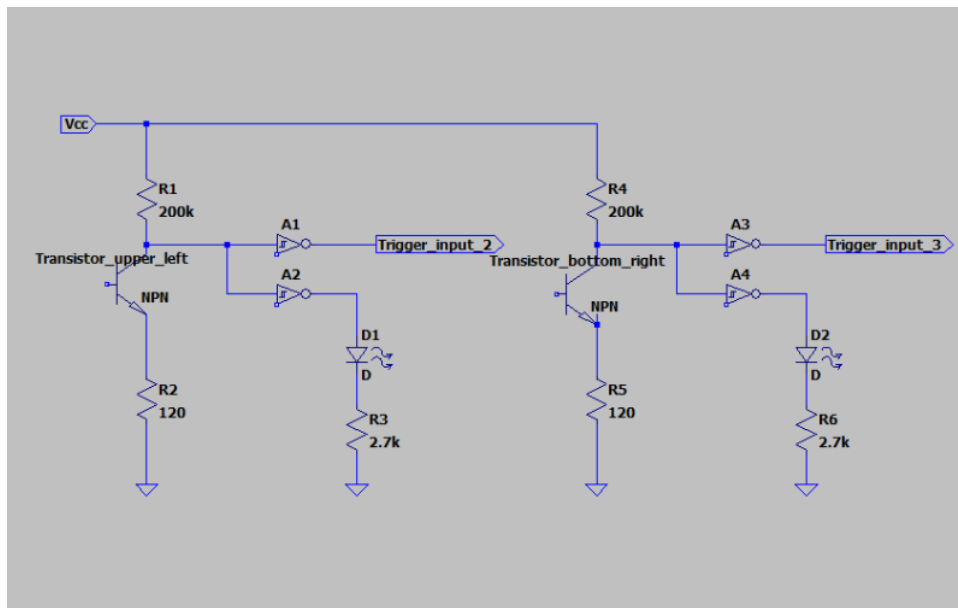 Vcc
R1
200k
R4
200k
A1
Trigger_input_2
A3
Trigger_input_3
Transistor_upper_left
Transistor_bottom_right
A2
A4
NPN
NPN
D1
D
D2
D
R2
120
R3
2.7k
R5
120
R6
2.7k